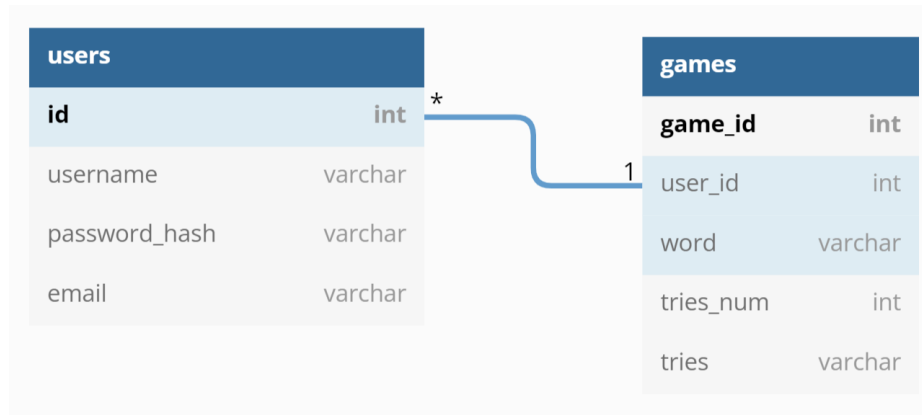 users
id int
username varchar
password_hash varchar
email varchar
*
1
games
game_id int
user_id int
word varchar
tries_num int
tries varchar